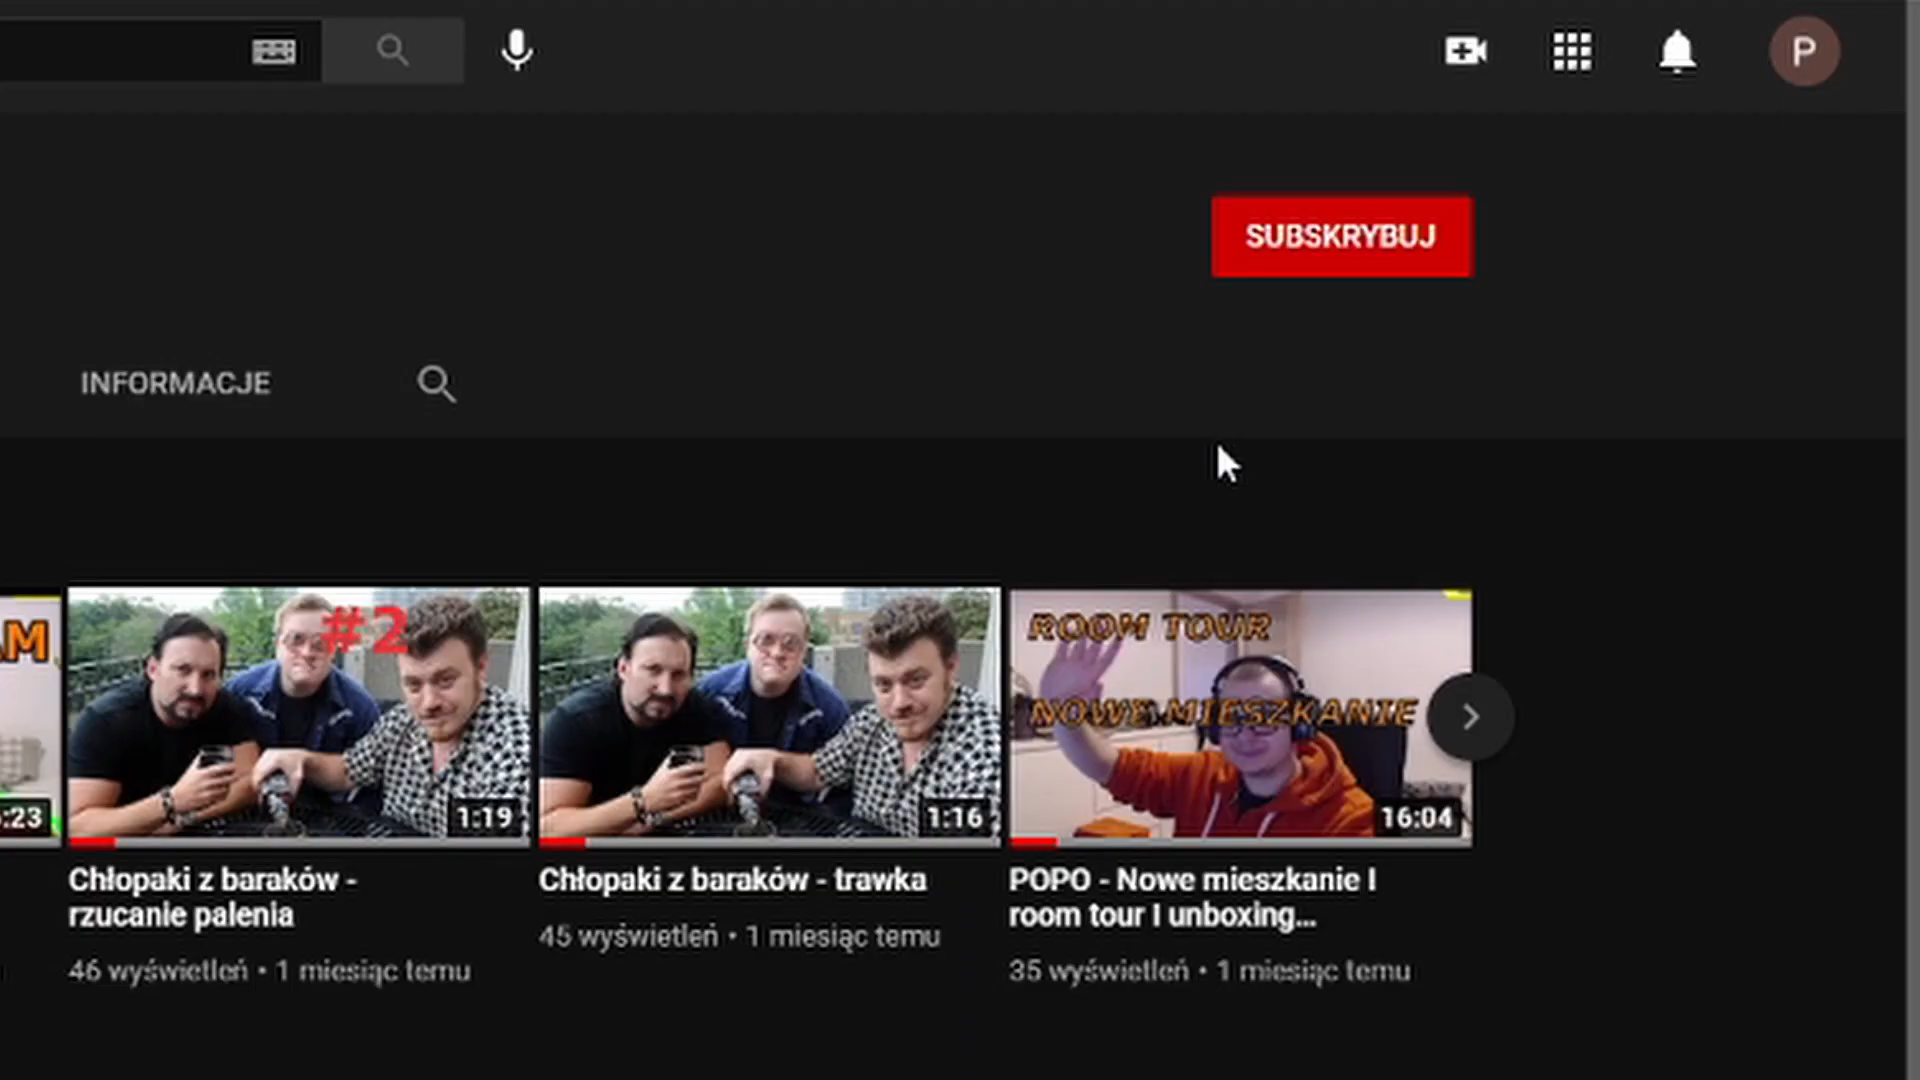 P
SUBSKRYBUJ
INFORMACJE
AM
:23
#2
1:19
1:16
ROOM TOUR
NOWE MIESZKANIE
16:04
Chłopaki z baraków -
rzucanie palenia
46 wyświetleń • 1 miesiąc temu
Chłopaki z baraków - trawka
45 wyświetleń • 1 miesiąc temu
POPO - Nowe mieszkanie I
room tour I unboxing...
35 wyświetleń • 1 miesiąc temu